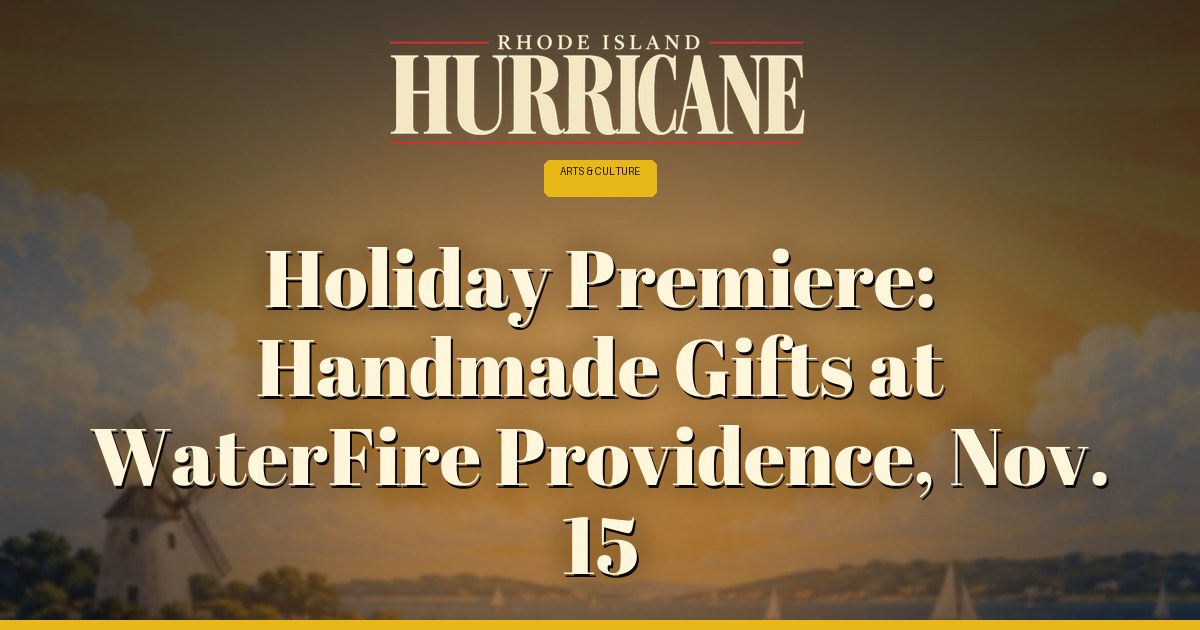 RHODE ISLAND
HURRICANE
ARTS & CULTURE
Holiday Premiere:
Handmade Gifts at
WaterFire Providence, Nov.
15